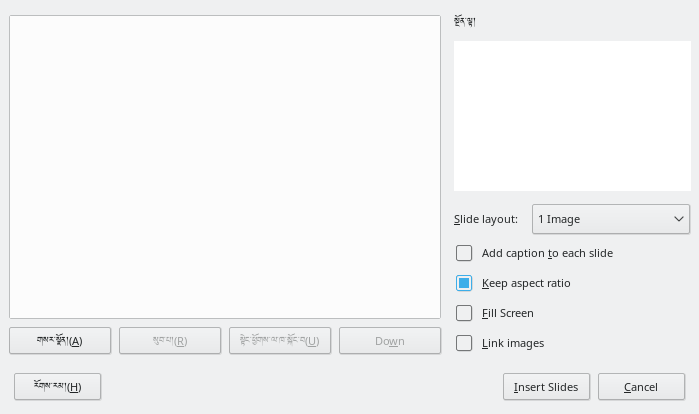 སྔོན་ལྟ།
Slide layout: 1 Image
Add caption to each slide
Keep aspect ratio
Fill Screen
Link images
གསར་སྣོན།(A) སུབ་པ།(R) སྟེང་ཕྱོགས་ལ་ཁ་སྐོང་བ(U) Down
རོགས་རམ།(H) Insert Slides Cancel